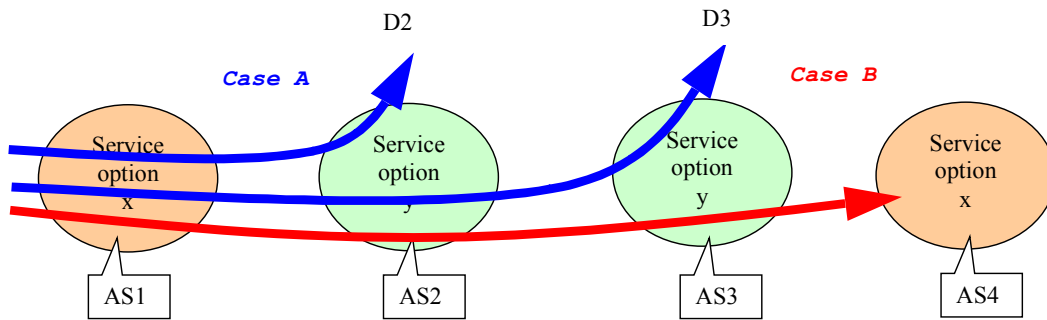 D2
D3
Case A
Case B
Service
option
x
Service
option
y
Service
option
y
Service
option
x
AS1
AS2
AS3
AS4